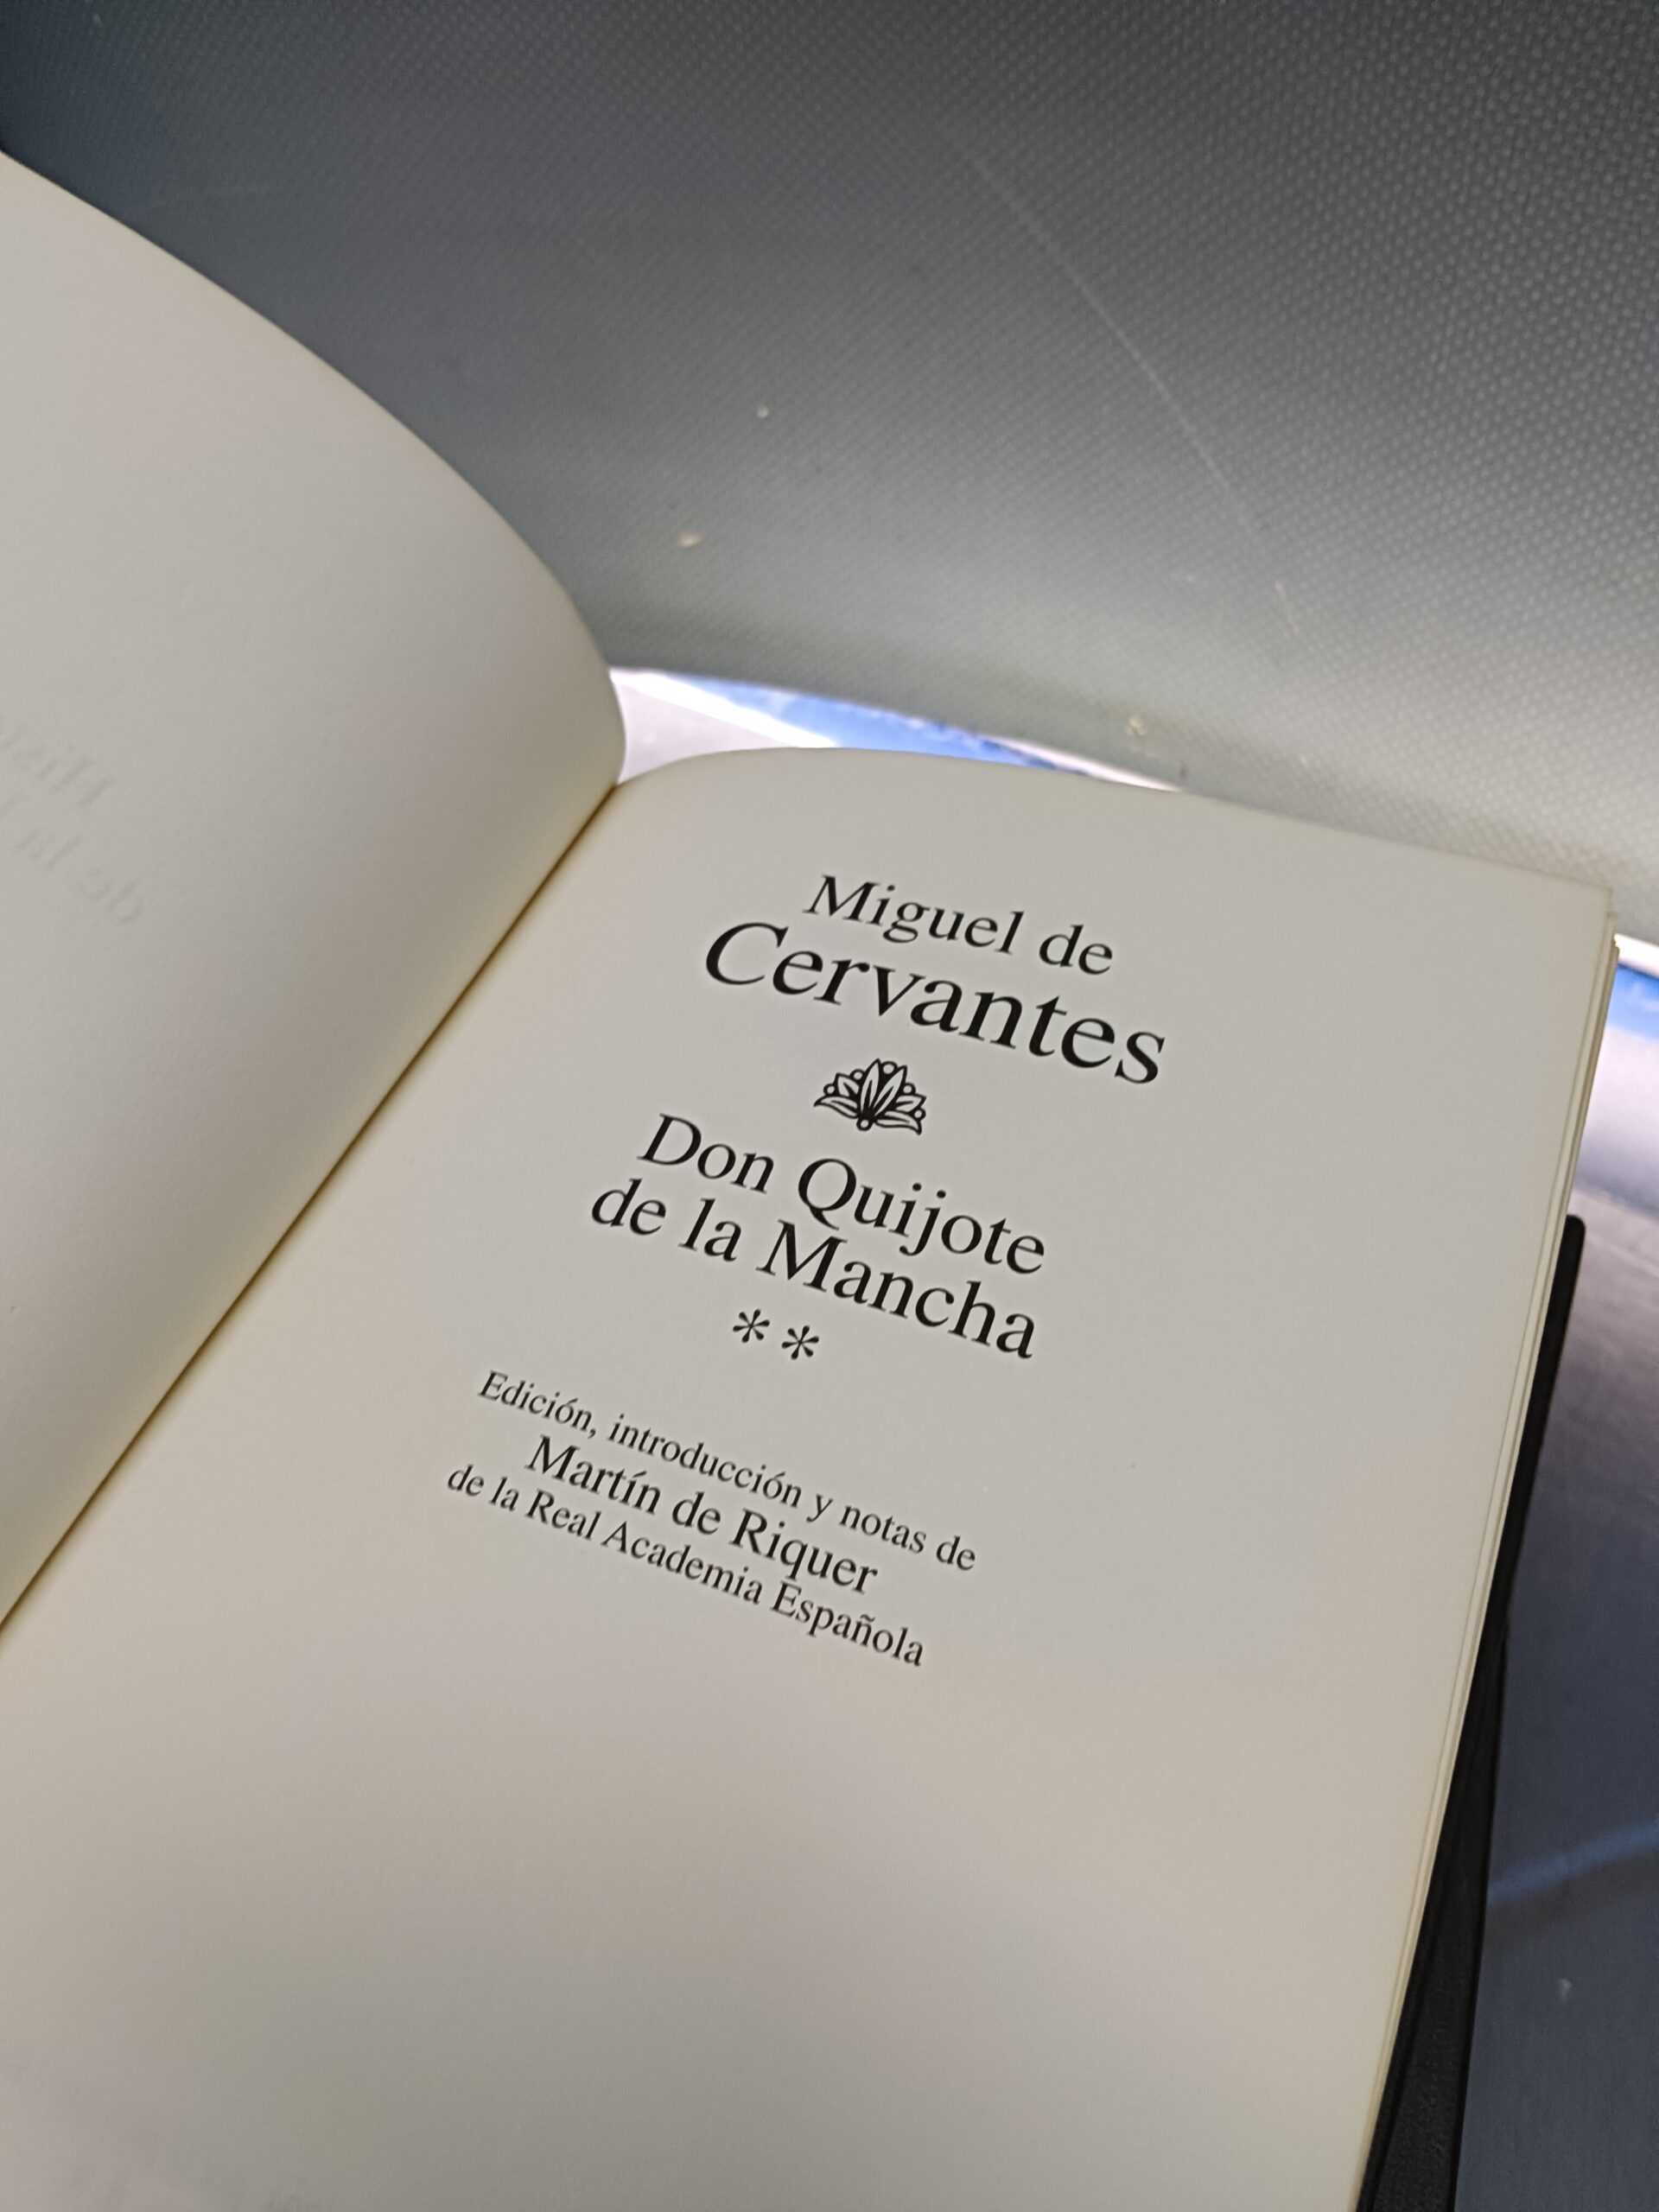 Miguel de
Cervantes
Don Quijote
de la Mancha
**
Edición, introducción y notas de
Martín de Riquer
de la Real Academia Española